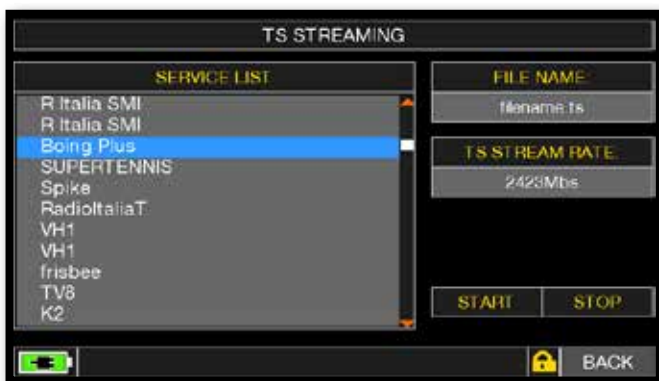 TS STREAMING
SERVICE LIST
R Italia SMI
R Italia SMI
Boing Plus
SUPERTENNIS
Spike
RadioItaliaT
VH1
VH1
frisbee
TV8
K2
FILE NAME
filename.ts
TS STREAM RATE.
2423Mbs
START STOP
BACK